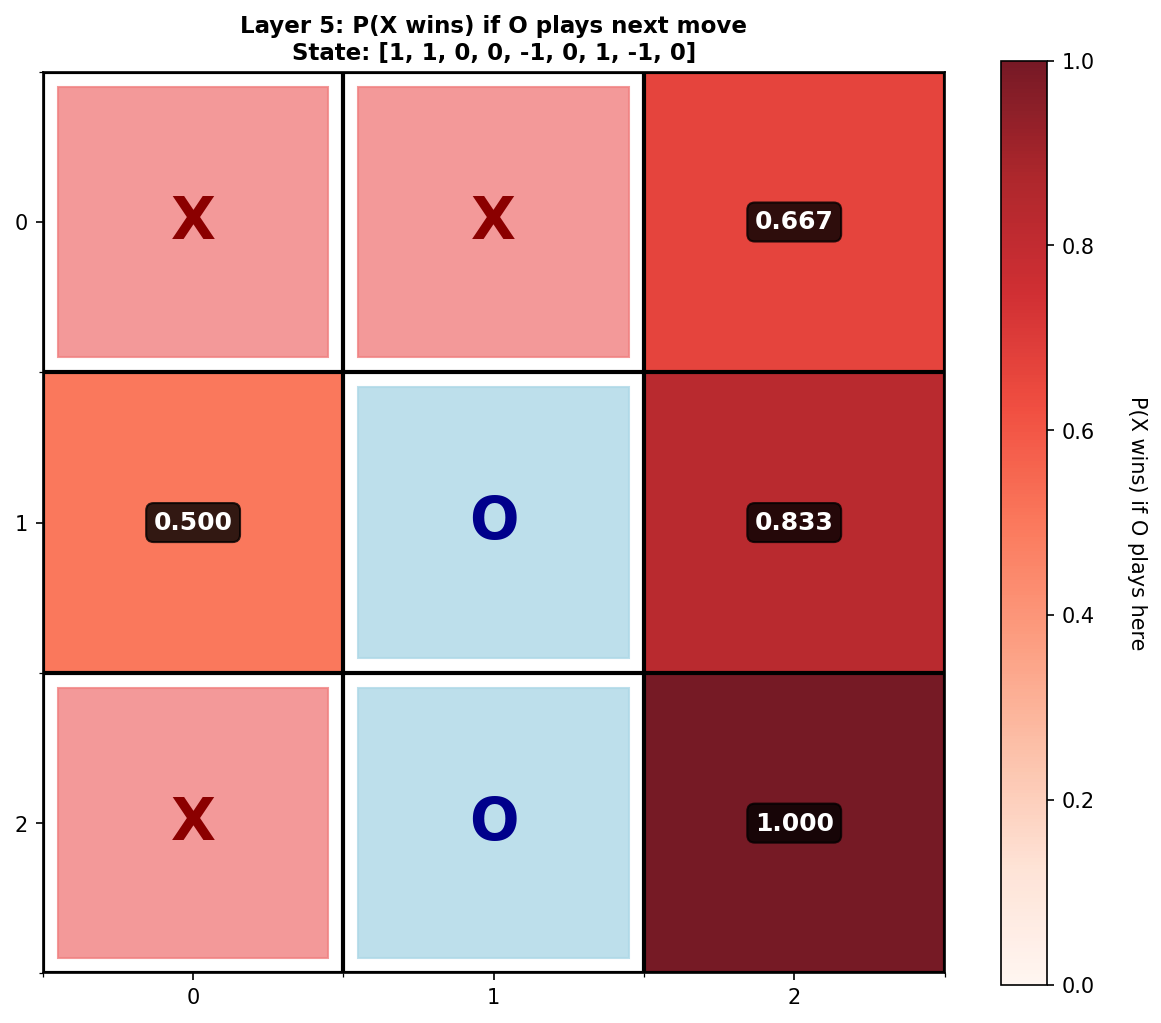 Layer 5: P(X wins) if O plays next move
State: [1, 1, 0, 0, -1, 0, 1, -1, 0]
0
X
X
0.667
1
0.500
O
0.833
2
X
O
1.000
0
1
2
1.0
0.8
0.6
0.4
0.2
0.0
P(X wins) if O plays here